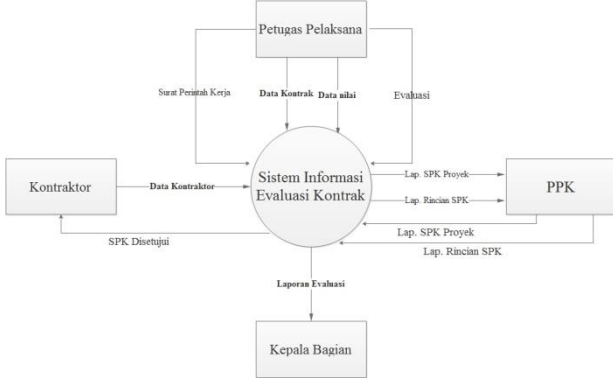 Petugas Pelaksana
Surat Perintah Kerja
Data Kontrak
Data nilai
Evaluasi
Kontraktor
Data Kontraktor
Sistem Informasi
Evaluasi Kontrak
Lap. SPK Proyek
Lap. Rincian SPK
PPK
SPK Disetujui
Lap. SPK Proyek
Lap. Rincian SPK
Laporan Evaluasi
Kepala Bagian